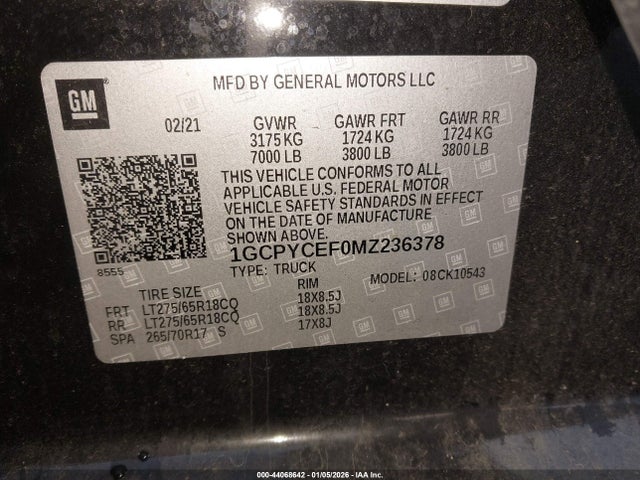 GM
MFD BY GENERAL MOTORS LLC
02/21
GVWR GAWR FRT GAWR RR
3175 KG 1724 KG 1724 KG
7000 LB 3800 LB 3800 LB
THIS VEHICLE CONFORMS TO ALL
APPLICABLE U.S. FEDERAL MOTOR
VEHICLE SAFETY STANDARDS IN EFFECT
ON THE DATE OF MANUFACTURE
SHOWN ABOVE.
8555
1GCPYCEF0MZ236378
TYPE: TRUCK MODEL: 08CK10543
TIRE SIZE RIM
FRT LT275/65R18CQ 18X8.5J
RR LT275/65R18CQ 18X8.5J
SPA 265/70R17 S 17X8J
000-44068642 - 01/05/2026 - IAA Inc.